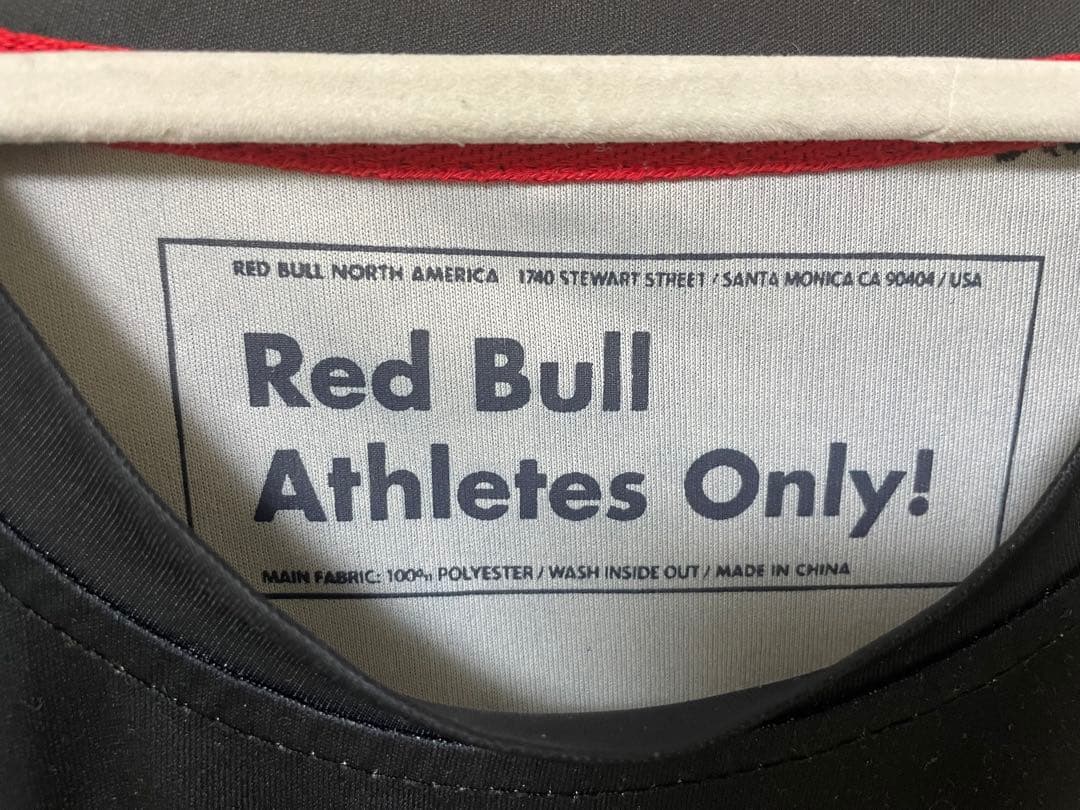 RED BULL NORTH AMERICA 1740 STEWART STREET / SANTA MONICA CA 90404 / USA
Red Bull
Athletes Only!
MAIN FABRIC: 100% POLYESTER / WASH INSIDE OUT / MADE IN CHINA